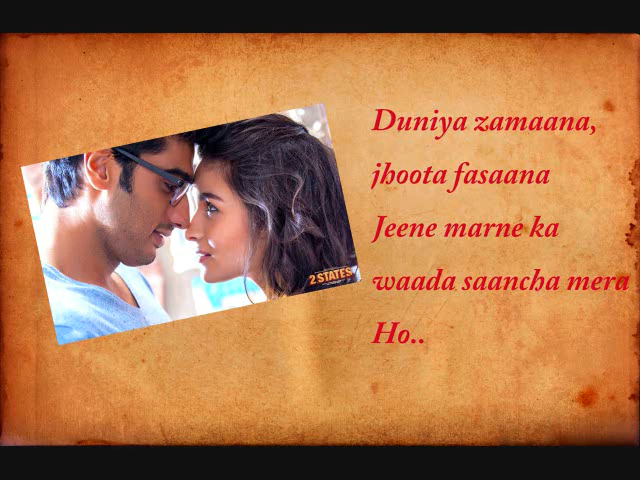 Duniya zamaana,
jhoota fasaana
Jeene marne ka
waada saancha mera
Ho..
2 STATES